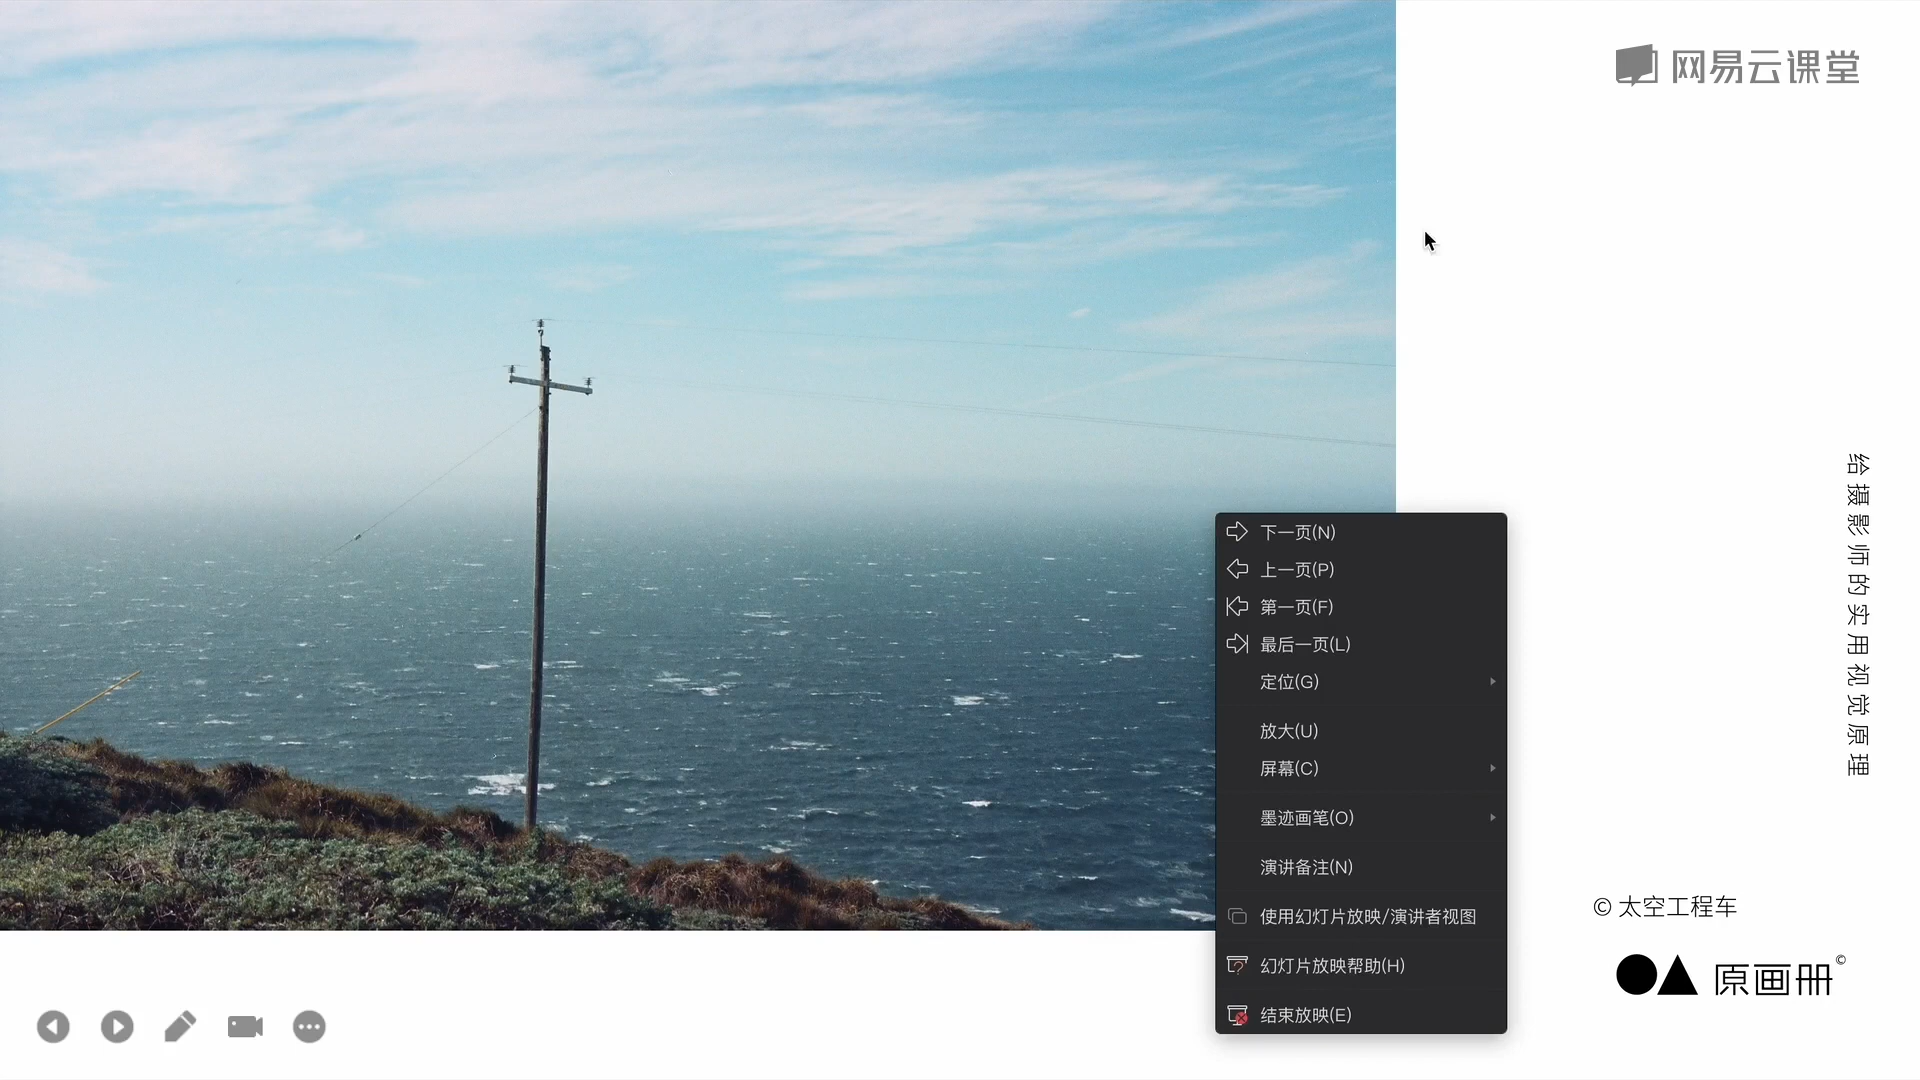 网易云课堂
给摄影师的实用视觉原理
下一页(N)
上一页(P)
第一页(F)
最后一页(L)
定位(G)
放大(U)
屏幕(C)
墨迹画笔(O)
演讲备注(N)
使用幻灯片放映/演讲者视图
幻灯片放映帮助(H)
结束放映(E)
© 太空工程车
原画册©